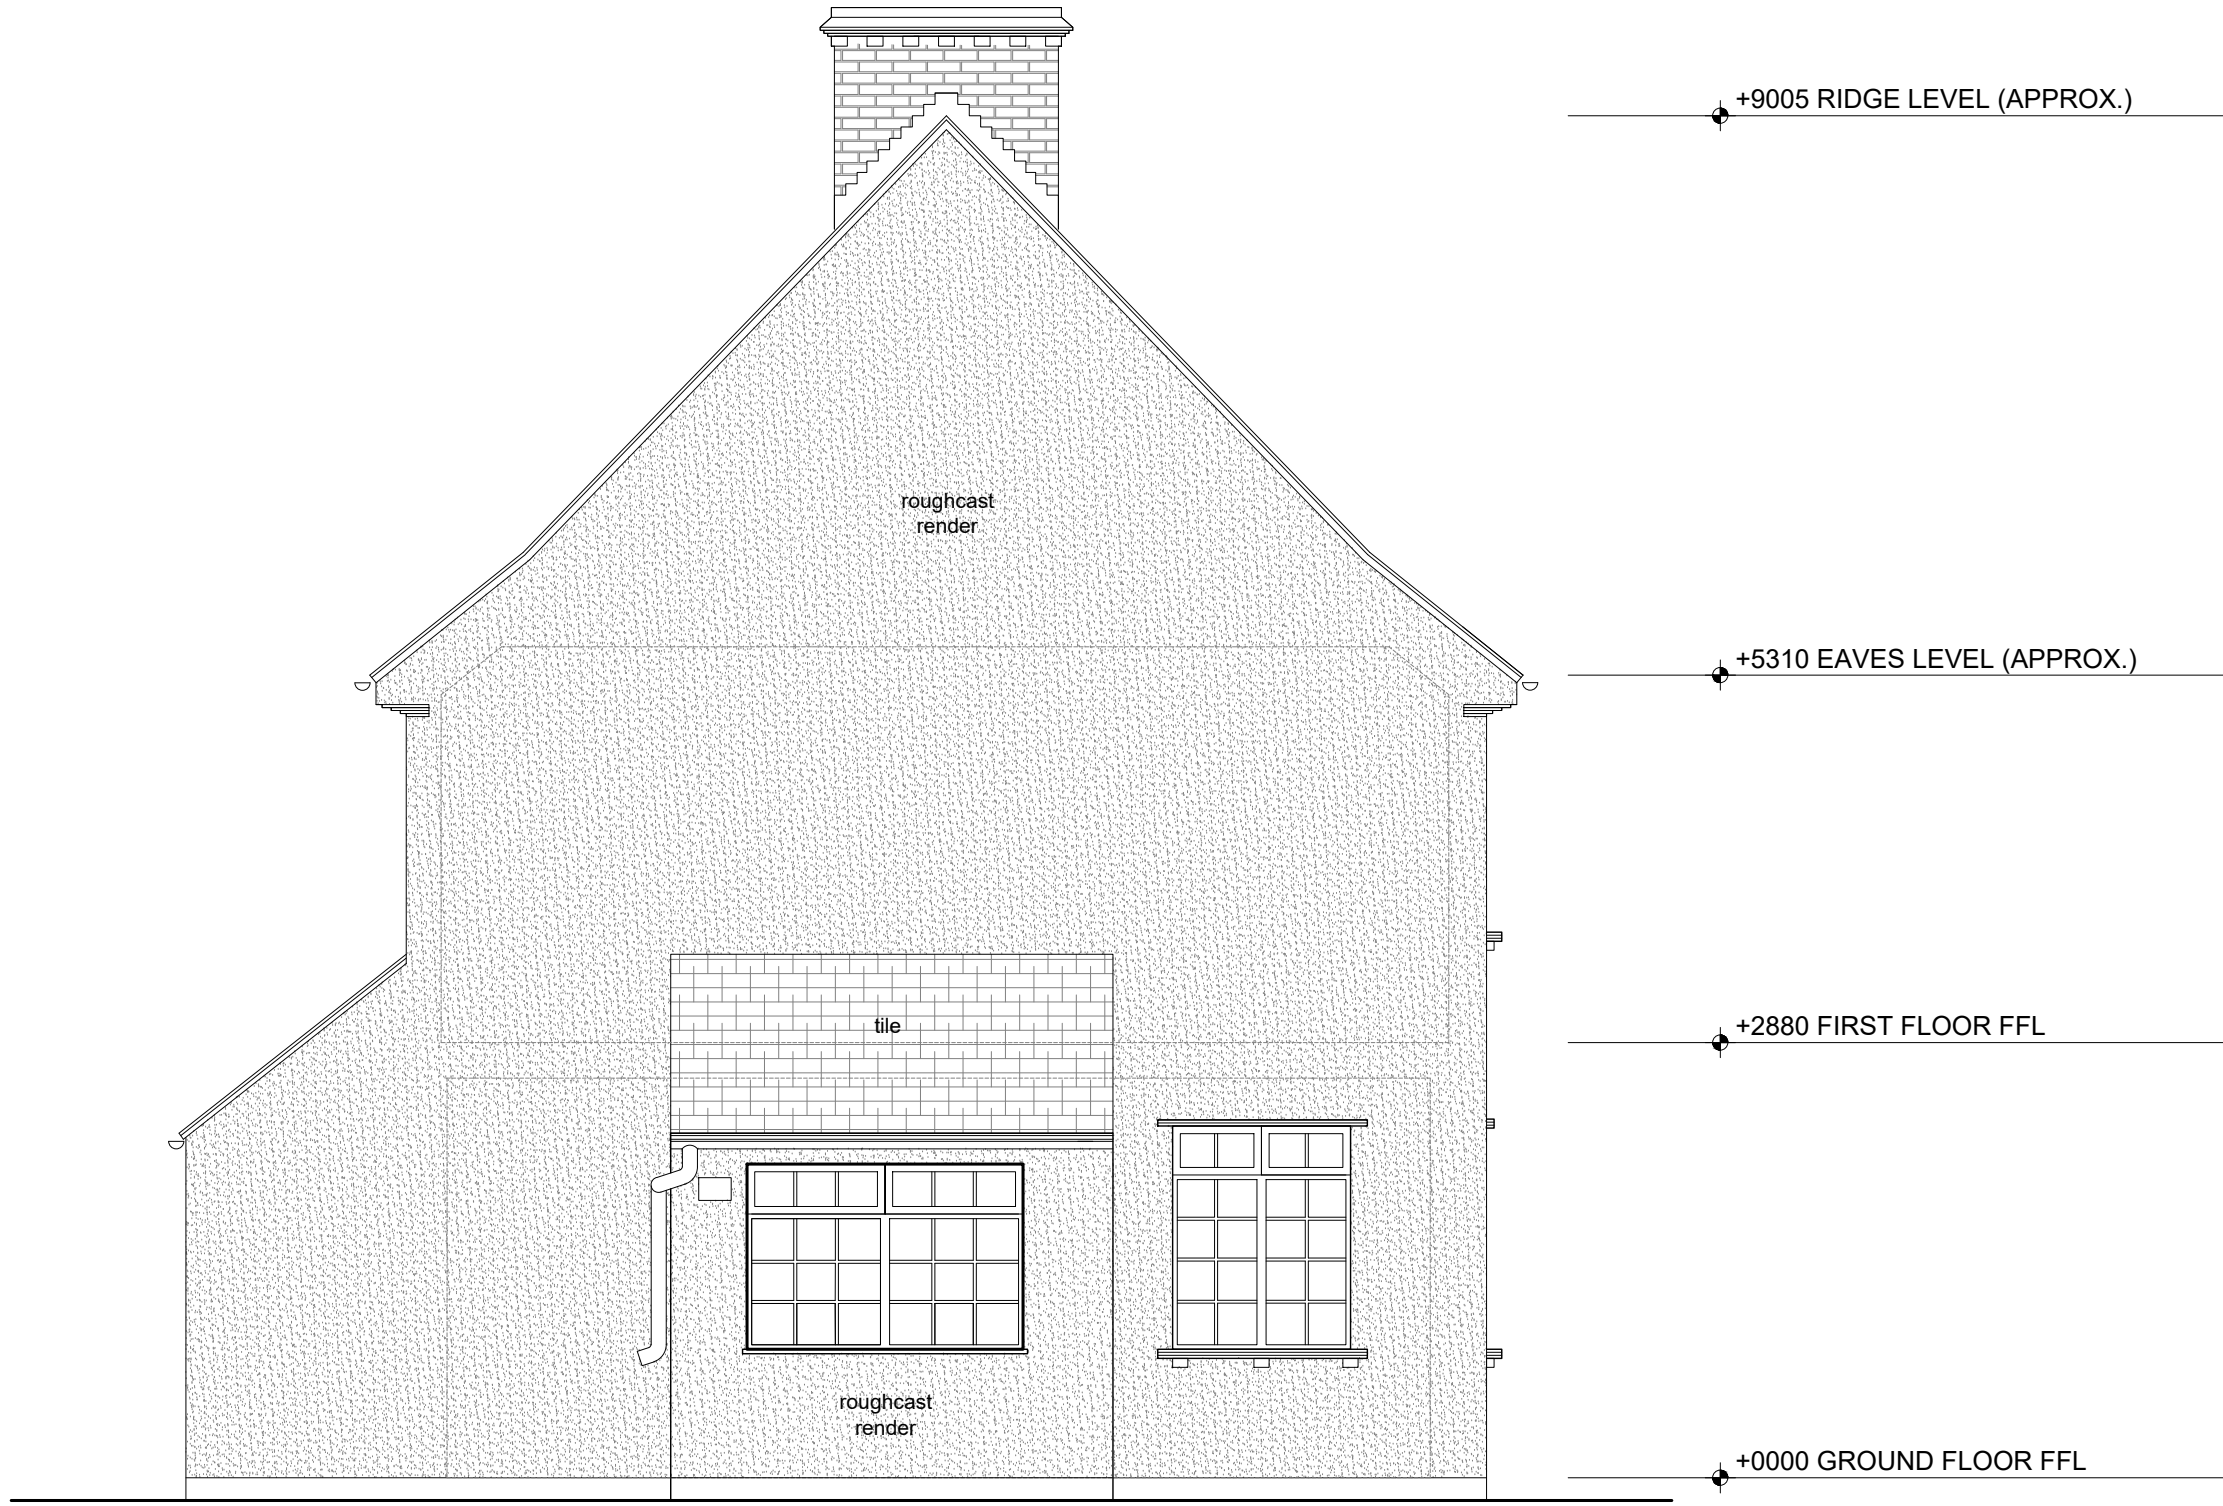 +9005 RIDGE LEVEL (APPROX.)
roughcast
render
+5310 EAVES LEVEL (APPROX.)
tile
+2880 FIRST FLOOR FFL
roughcast
render
+0000 GROUND FLOOR FFL